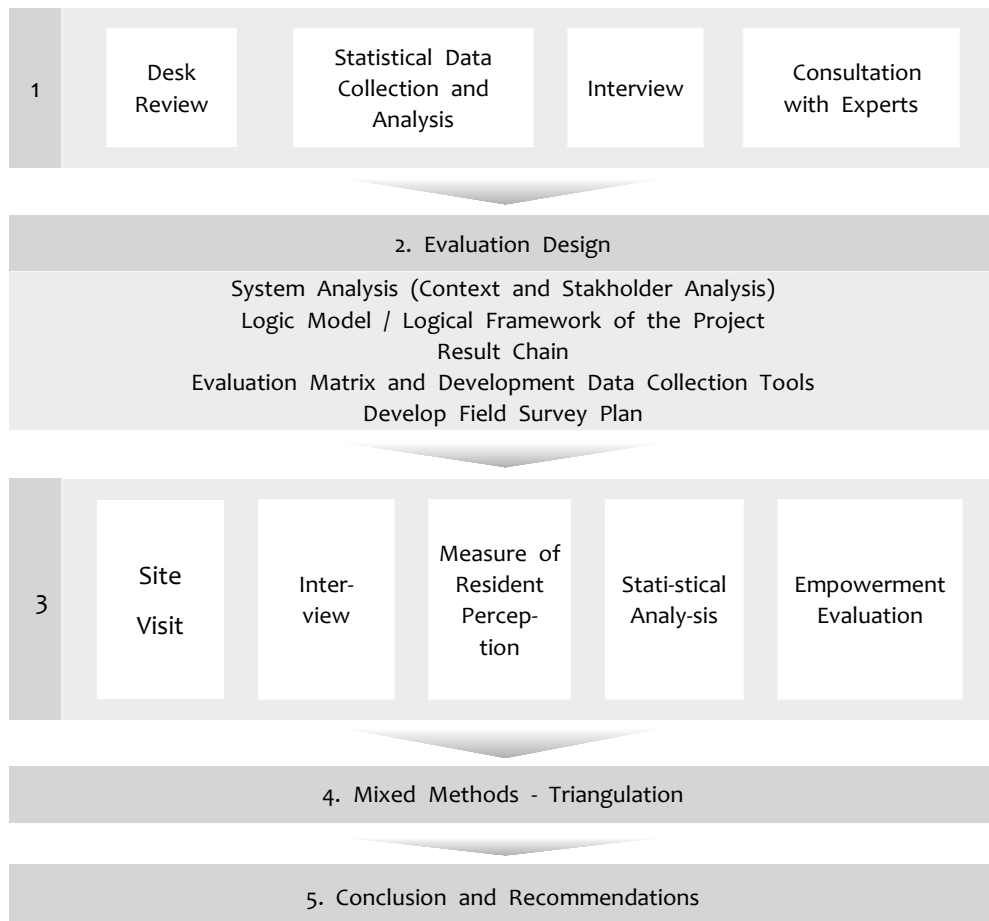 1
Desk
Review
Statistical Data
Collection and
Analysis
Interview
Consultation
with Experts
2. Evaluation Design
System Analysis (Context and Stakholder Analysis)
Logic Model / Logical Framework of the Project
Result Chain
Evaluation Matrix and Development Data Collection Tools
Develop Field Survey Plan
3
Site
Visit
Inter-
view
Measure of
Resident
Percep-
tion
Stati-stical
Analy-sis
Empowerment
Evaluation
4. Mixed Methods - Triangulation
5. Conclusion and Recommendations